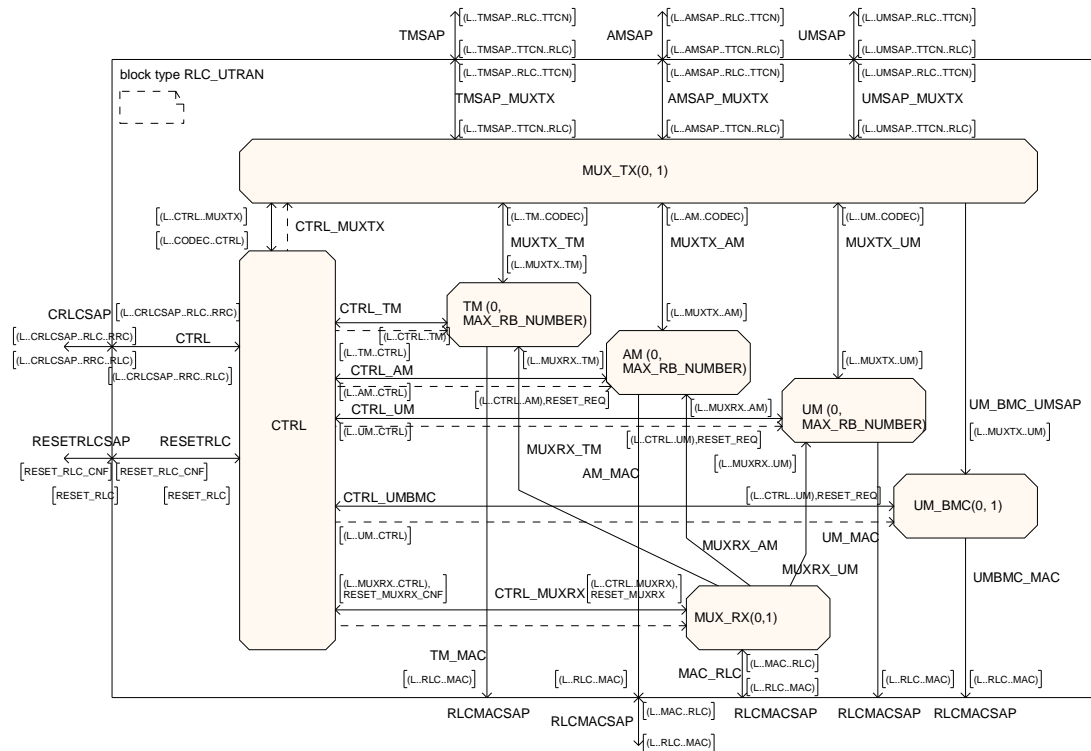 TMSAP
[(L..TMSAP..RLC..TTCN)]
AMSAP
[(L..AMSAP..RLC..TTCN)]
UMSAP
[(L..UMSAP..RLC..TTCN)]
[(L..TMSAP..TTCN..RLC)]
[(L..AMSAP..TTCN..RLC)]
[(L..UMSAP..TTCN..RLC)]
block type RLC_UTRAN
[(L..TMSAP..RLC..TTCN)]
[(L..AMSAP..RLC..TTCN)]
[(L..UMSAP..RLC..TTCN)]
TMSAP_MUXTX
AMSAP_MUXTX
UMSAP_MUXTX
[(L..TMSAP..TTCN..RLC)]
[(L..AMSAP..TTCN..RLC)]
[(L..UMSAP..TTCN..RLC)]
MUX_TX(0, 1)
[(L..CTRL..MUXTX)]
CTRL_MUXTX
[(L..CODEC..CTRL)]
[(L..TM..CODEC)]
[(L..AM..CODEC)]
[(L..UM..CODEC)]
MUXTX_TM
MUXTX_AM
MUXTX_UM
[(L..MUXTX..TM)]
TM (0,
MAX_RB_NUMBER)
CRLCSAP
[(L..CRLCSAP..RLC..RRC)]
[(L..CRLCSAP..RLC..RRC)]
CTRL
CTRL_TM
[(L..CTRL..TM)]
[(L..MUXTX..AM)]
[(L..CRLCSAP..RRC..RLC)]
[(L..CRLCSAP..RRC..RLC)]
[(L..TM..CTRL)]
[(L..MUXRX..TM)]
AM (0,
MAX_RB_NUMBER)
[(L..MUXTX..UM)]
CTRL_AM
[(L..AM..CTRL)]
[(L..CTRL..AM),RESET_REQ]
CTRL
CTRL_UM
[(L..MUXRX..AM)]
UM (0,
MAX_RB_NUMBER)
UM_BMC_UMSAP
[(L..MUXTX..UM)]
[(L..UM..CTRL)]
[(L..CTRL..UM),RESET_REQ]
RESETRLCSAP
RESETRLC
MUXRX_TM
[(L..MUXRX..UM)]
AM_MAC
[RESET_RLC_CNF]
[RESET_RLC_CNF]
[RESET_RLC]
[RESET_RLC]
CTRL_UMBMC
[(L..CTRL..UM),RESET_REQ]
UM_BMC(0, 1)
[(L..UM..CTRL)]
UM_MAC
MUXRX_AM
MUXRX_UM
UMBMC_MAC
[(L..MUXRX..CTRL),
RESET_MUXRX_CNF]
CTRL_MUXRX
[(L..CTRL..MUXRX),
RESET_MUXRX]
MUX_RX(0,1)
TM_MAC
MAC_RLC
[(L..MAC..RLC)]
[(L..RLC..MAC)]
[(L..RLC..MAC)]
[(L..RLC..MAC)]
[(L..RLC..MAC)]
[(L..RLC..MAC)]
RLCMACSAP
RLCMACSAP
[(L..MAC..RLC)]
RLCMACSAP
RLCMACSAP
RLCMACSAP
[(L..RLC..MAC)]